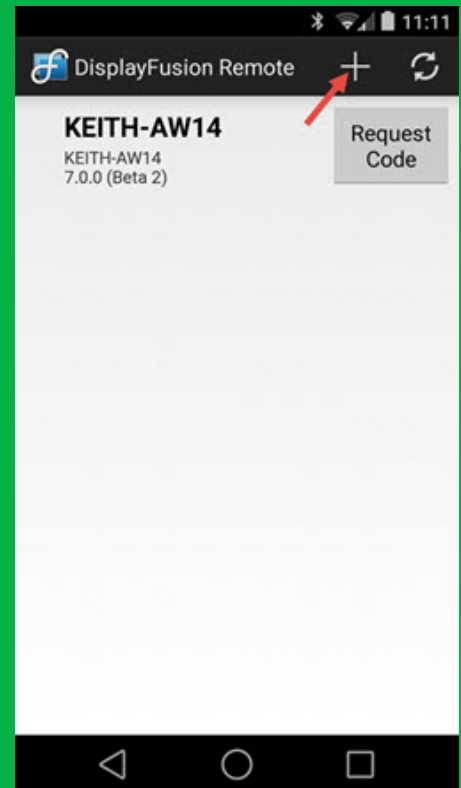 11:11
DisplayFusion Remote
KEITH-AW14
KEITH-AW14
7.0.0 (Beta 2)
Request
Code